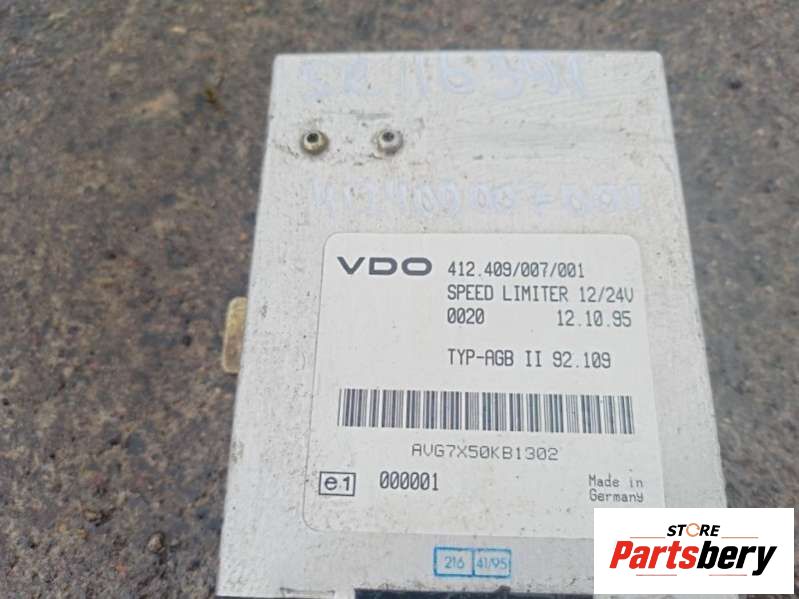 VDO 412.409/007/001
SPEED LIMITER 12/24V
0020 12.10.95
TYP-AGB II 92.109
AVG7X50KB1302
e1 000001 Made in
Germany
216 41/95
STORE
Partsbery